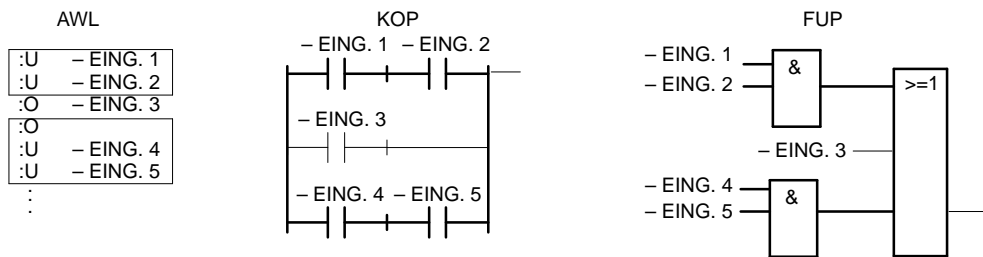 AWL
:U – EING. 1
:U – EING. 2
:O – EING. 3
:O
:U – EING. 4
:U – EING. 5
:
:
KOP
– EING. 1 – EING. 2
– EING. 3
– EING. 4 – EING. 5
FUP
– EING. 1
– EING. 2
&
>=1
– EING. 3
– EING. 4
– EING. 5
&